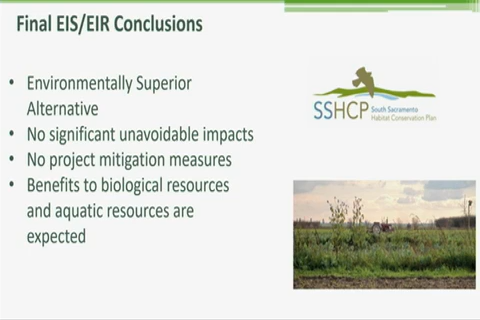 Final EIS/EIR Conclusions
• Environmentally Superior
Alternative
• No significant unavoidable impacts
• No project mitigation measures
• Benefits to biological resources
and aquatic resources are
expected
SSHCP South Sacramento
Habitat Conservation Plan